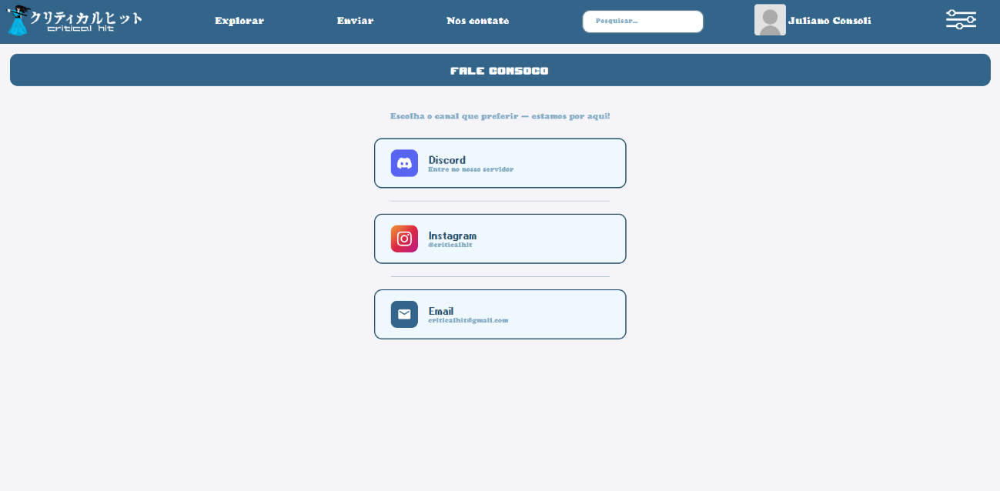 クリティカルヒット
critical hit
Explorar
Enviar
Nos contate
Pesquisar...
Juliano Consoli
FALE CONSOCO
Escolha o canal que preferir — estamos por aqui!
Discord
Entre no nosso servidor
Instagram
@criticalhit
Email
criticalhit@gmail.com